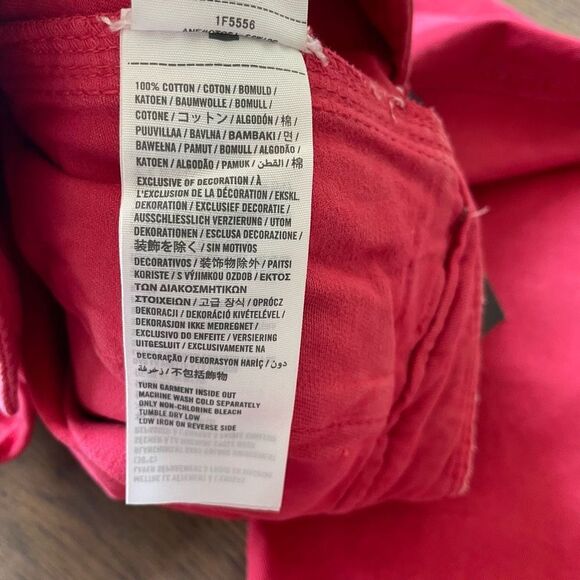 1F5556
100% COTTON / COTON / BOMULD /
KATOEN / BAUMWOLLE / BOMULL /
COTONE / コットン / ALGODÓN / 棉 /
PUUVILLAA / BAVLNA / ΒΑΜΒΑΚΙ / 면 /
BAWEŁNA / PAMUT / BOMULL / ALGODÃO /
KATOEN / ALGODÃO / PAMUK / القطن / 棉
EXCLUSIVE OF DECORATION / À
L'EXCLUSION DE LA DÉCORATION / EKSKL.
DEKORATION / EXCLUSIEF DECORATIE /
AUSSCHLIESSLICH VERZIERUNG / UTOM
DEKORATIONEN / ESCLUSA DECORAZIONE /
装飾を除く / SIN MOTIVOS
DECORATIVOS / 装饰物除外 / PAITSI
KORISTE / S VÝJIMKOU OZDOB / ΕΚΤΟΣ
ΤΩΝ ΔΙΑΚΟΣΜΗΤΙΚΩΝ
ΣΤΟΙΧΕΙΩΝ / 고급 장식 / OPRÓCZ
DEKORACJI / DEKORÁCIÓ KIVÉTELÉVEL /
DEKORASJON IKKE MEDREGNET /
EXCLUSIVO DO ENFEITE / VERSIERING
UITGESLUIT / EXCLUSIVAMENTE NA
DECORAÇÃO / DEKORASYON HARİÇ / دون
زخرفة / 不包括飾物
TURN GARMENT INSIDE OUT
MACHINE WASH COLD SEPARATELY
ONLY NON-CHLORINE BLEACH
TUMBLE DRY LOW
LOW IRON ON REVERSE SIDE